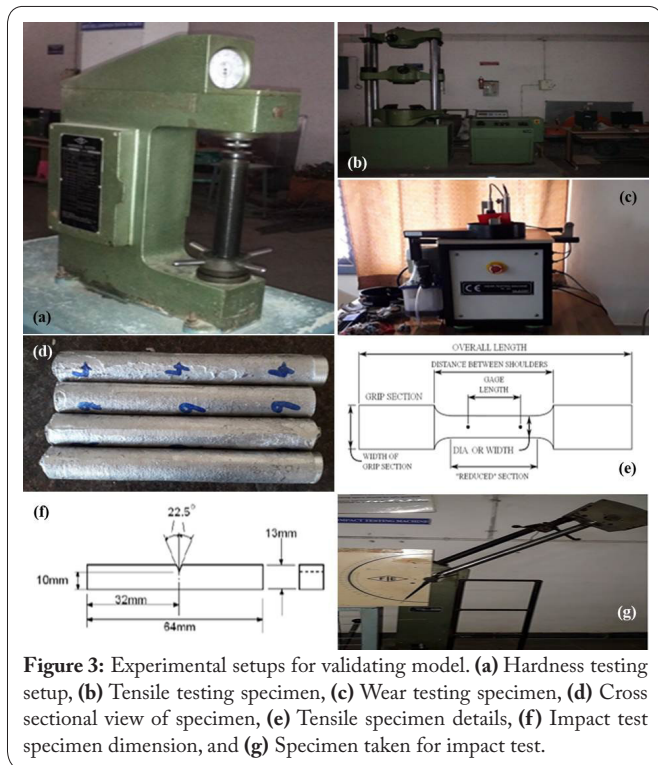 (a)
(b)
(c)
CE
(d)
OVERALL LENGTH
DISTANCE BETWEEN SHOULDERS
GAGE
LENGTH
GRIP SECTION
WIDTH OF
GRIP SECTION
DIA. OR WIDTH
"REDUCED" SECTION
(e)
(f)
22.5°
13mm
10mm
32mm
64mm
TESTING MACHINE
(g)
Figure 3: Experimental setups for validating model. (a) Hardness testing
setup, (b) Tensile testing specimen, (c) Wear testing specimen, (d) Cross
sectional view of specimen, (e) Tensile specimen details, (f) Impact test
specimen dimension, and (g) Specimen taken for impact test.